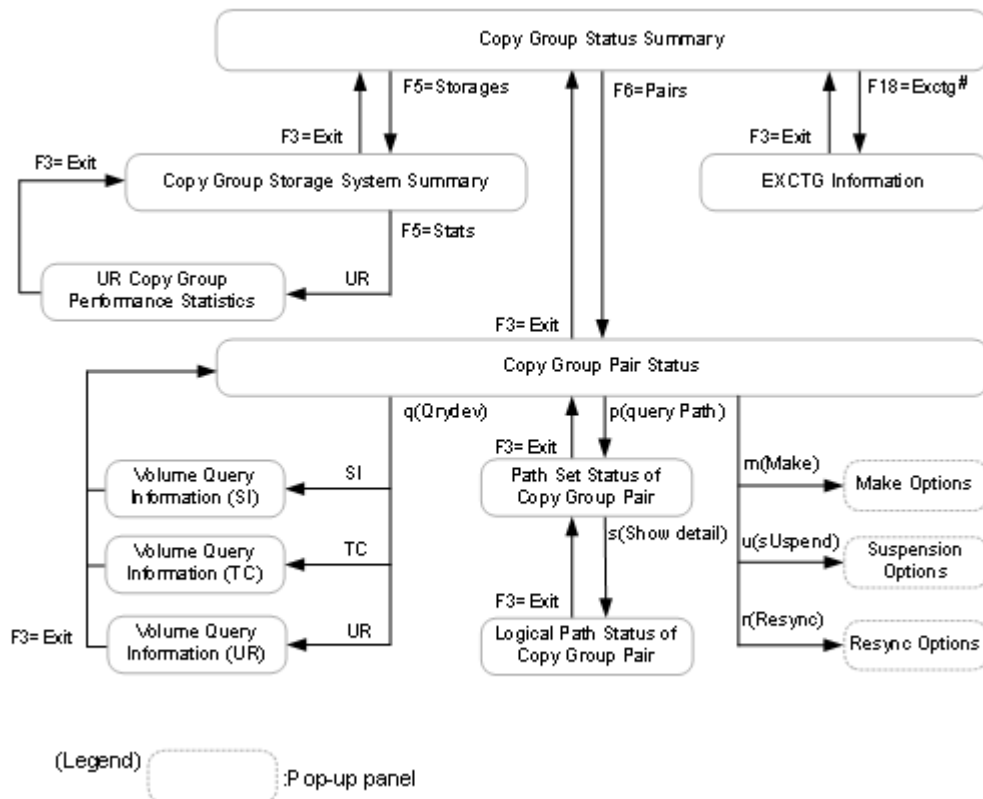 Copy Group Status Summary
F5=Storages
F6=Pairs
F18=Exctg#
F3=Exit
F3=Exit
F3= Exit
Copy Group Storage System Summary
EXCTG Information
F5=Stats
UR Copy Group
Performance Statistics
UR
F3= Exit
Copy Group Pair Status
q(Qrydev)
p(query Path)
F3= Exit
m(Make)
Volume Query
Information (SI)
SI
Path Set Status of
Copy Group Pair
Make Options
s(Show detail)
u(sUspend)
Volume Query
Information (TC)
TC
Suspension
Options
F3= Exit
r(Resync)
F3= Exit
Volume Query
Information (UR)
UR
Logical Path Status of
Copy Group Pair
Resync Options
(Legend)
:Pop-up panel